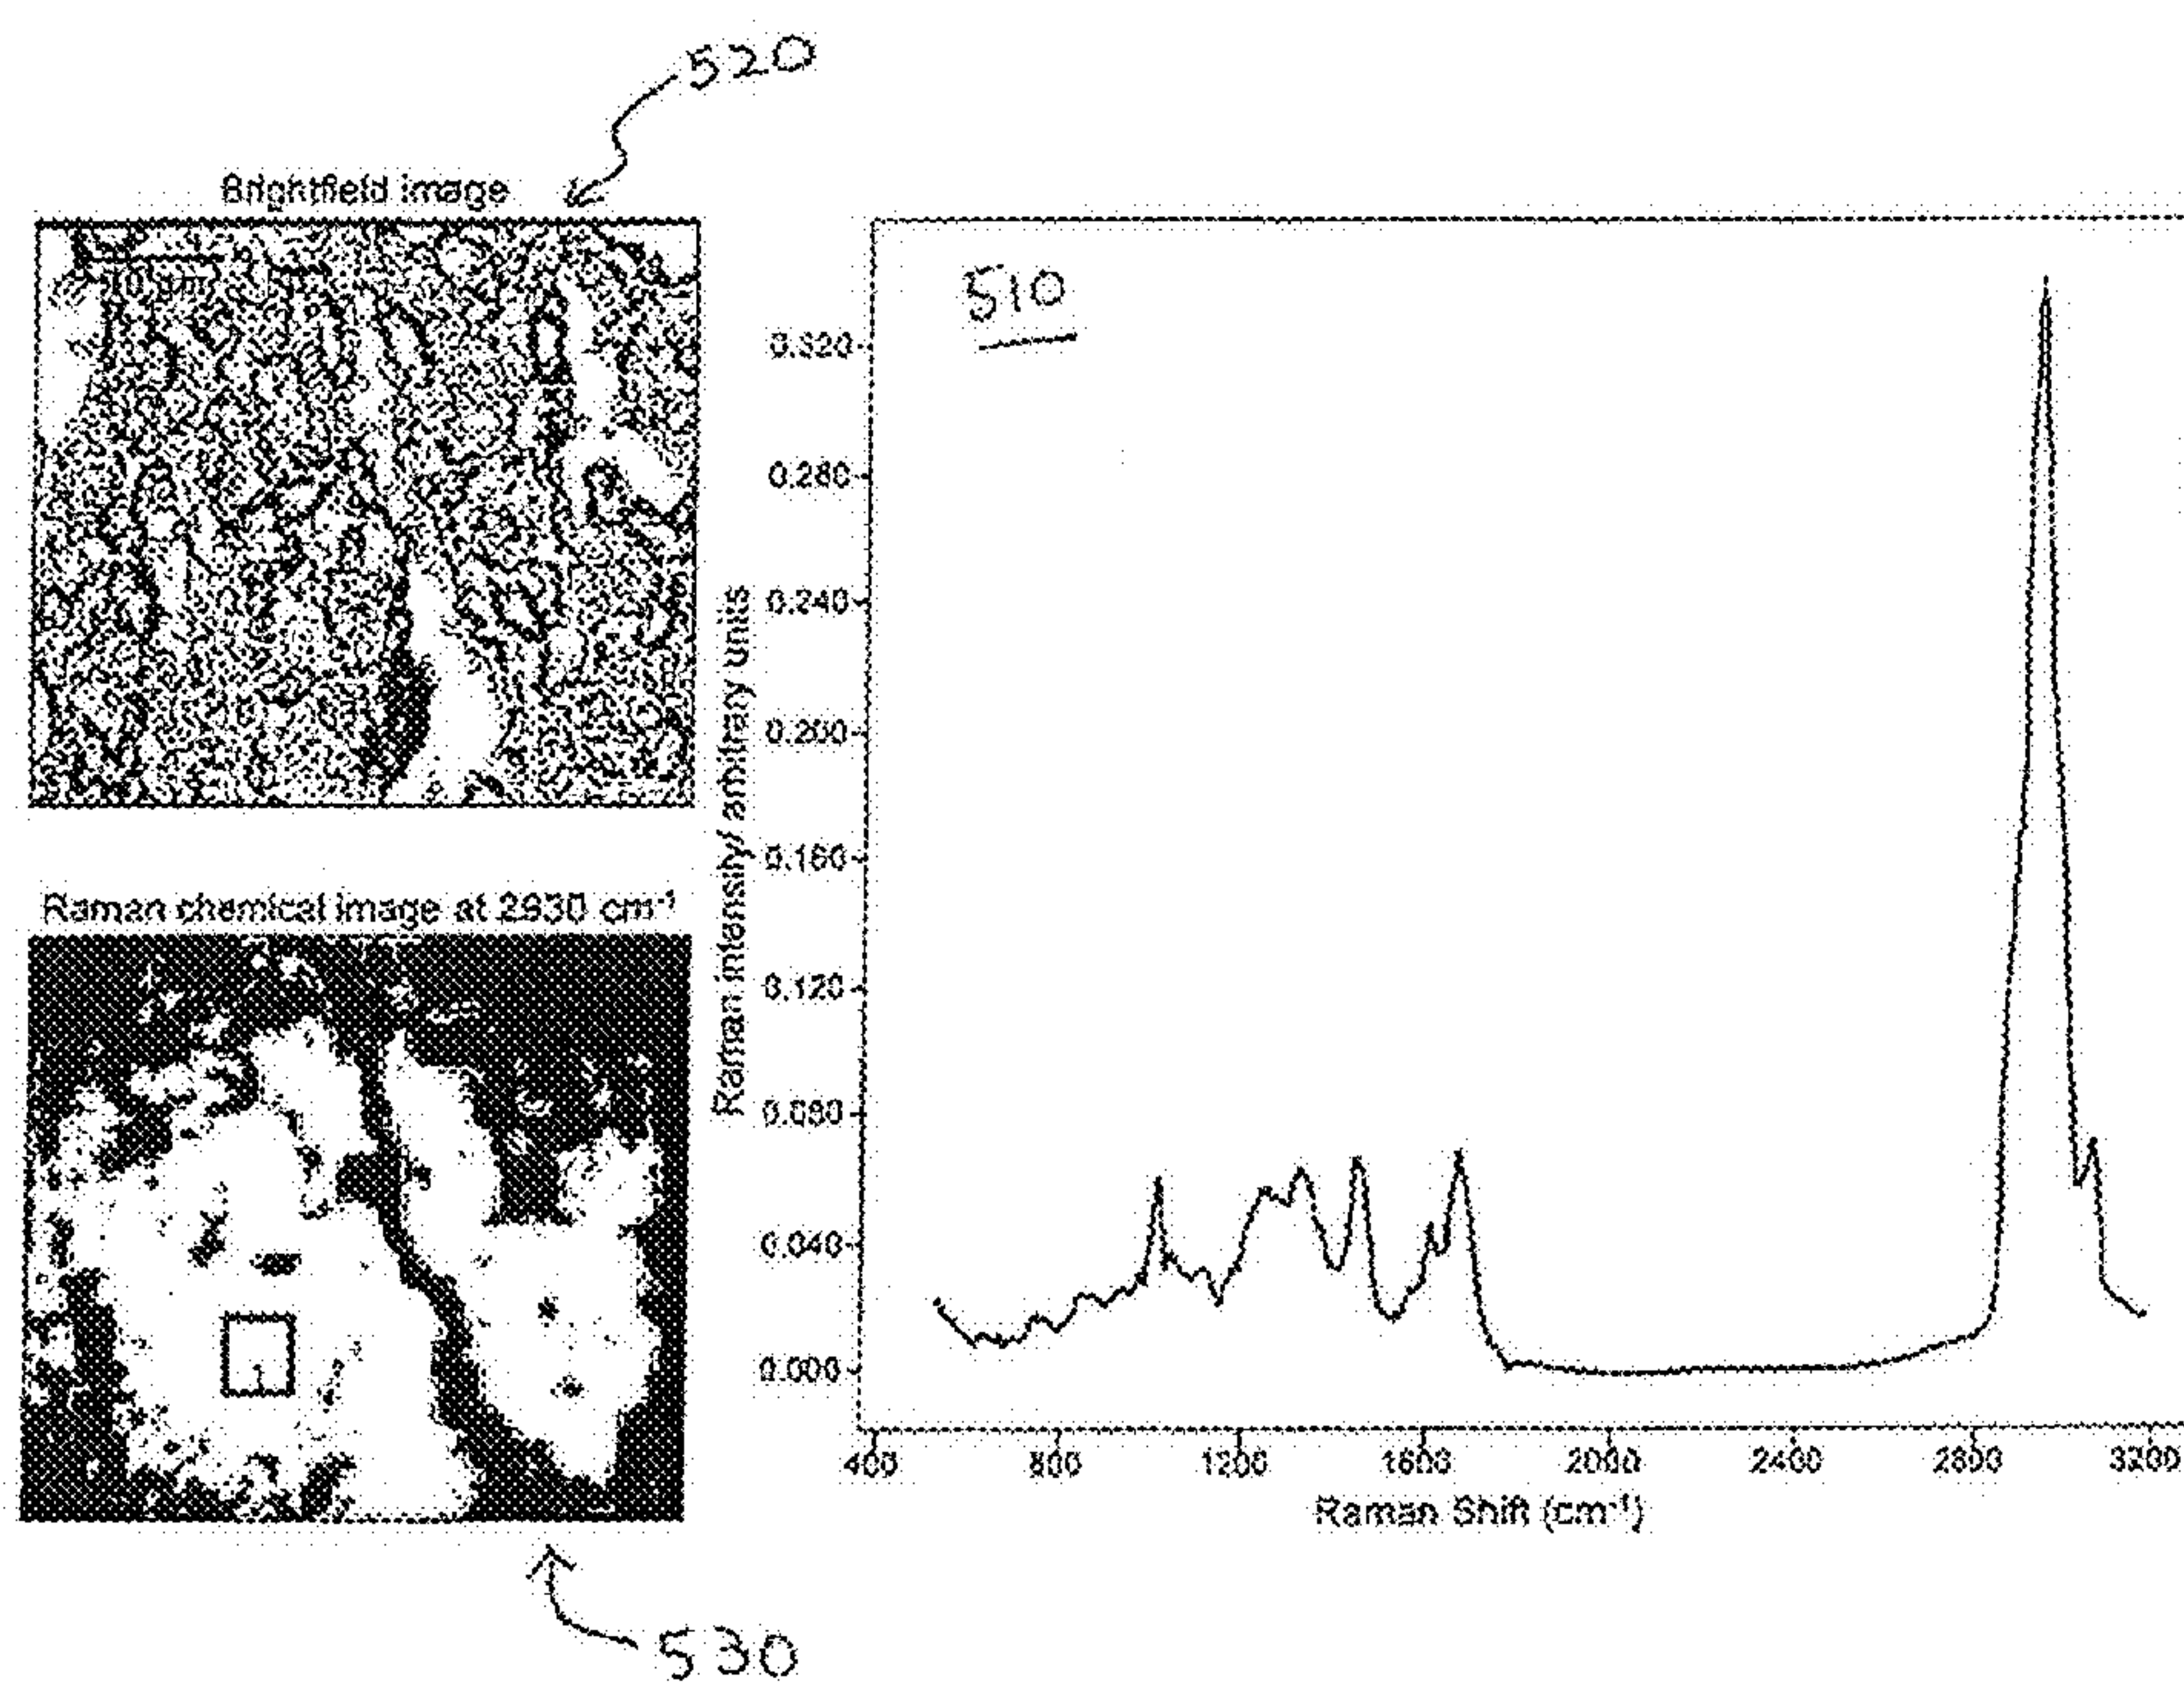 520
Brightfield image
Raman chemical image at 2930 cm-1
530
510
Raman intensity/ arbitrary units
0.320
0.280
0.240
0.200
0.160
0.120
0.080
0.040
0.000
400 800 1200 1600 2000 2400 2800 3200
Raman Shift (cm-1)
1